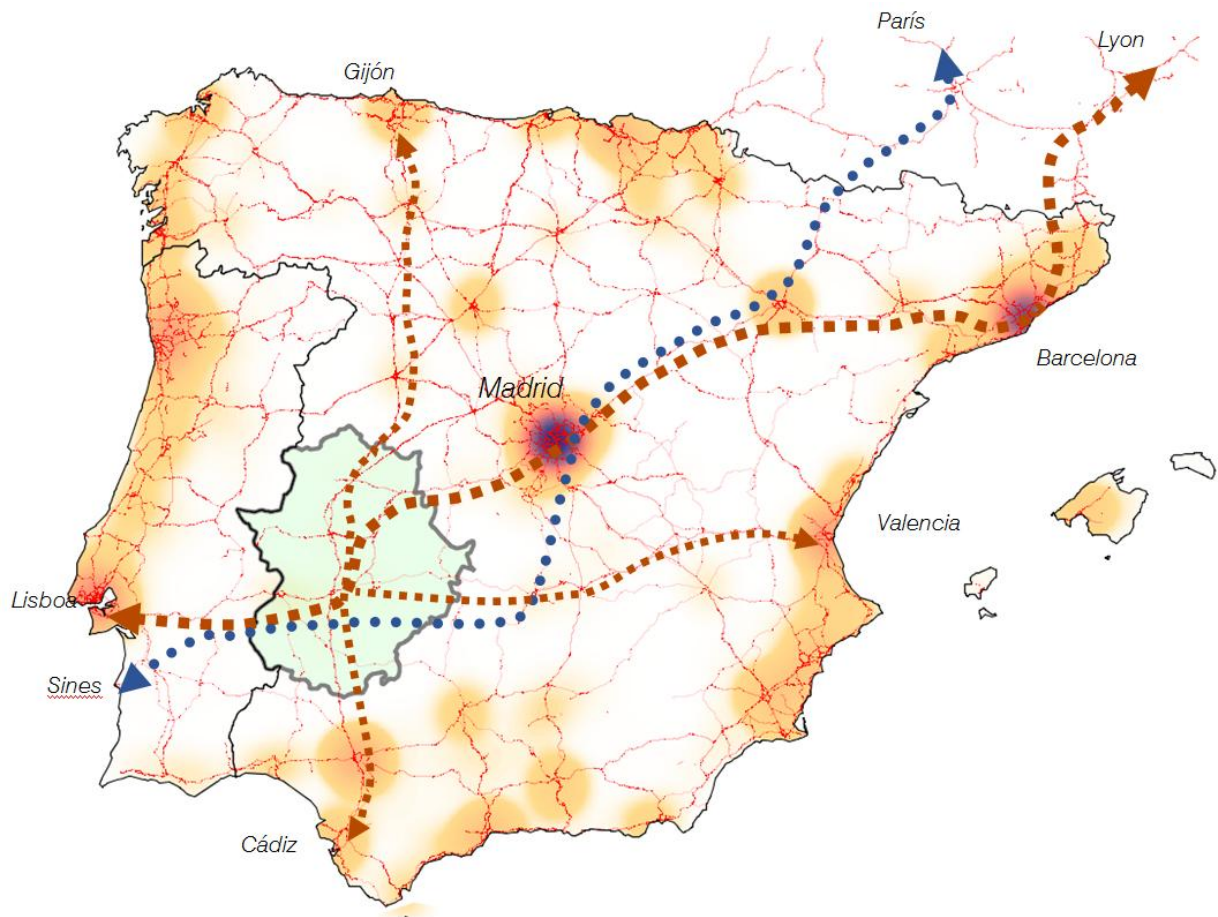 París
Lyon
Gijón
Madrid
Barcelona
Valencia
Lisboa
Sines
Cádiz